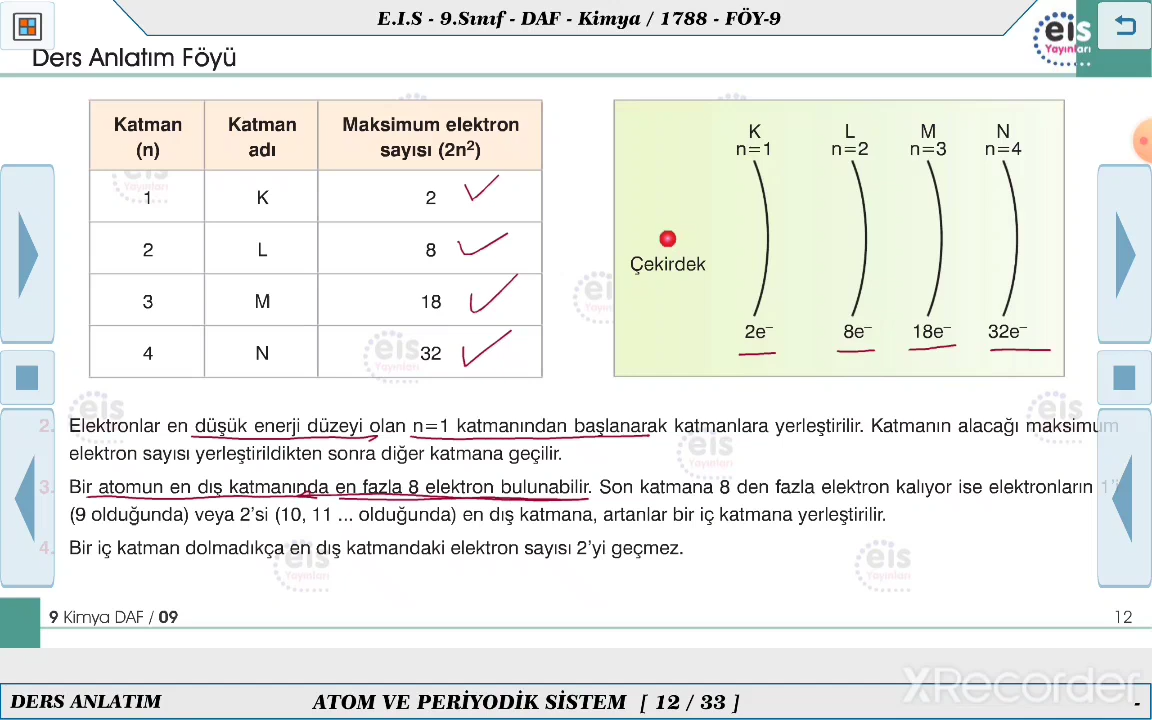 E.I.S - 9.Sınıf - DAF - Kimya / 1788 - FÖY-9
Ders Anlatım Föyü
eis
Yayınları
Katman (n) Katman adı Maksimum elektron sayısı (2n²)
1 K 2
2 L 8
3 M 18
4 N 32
K L M N
n=1 n=2 n=3 n=4
Çekirdek
2e⁻ 8e⁻ 18e⁻ 32e⁻
2. Elektronlar en düşük enerji düzeyi olan n=1 katmanından başlanarak katmanlara yerleştirilir. Katmanın alacağı maksimum
elektron sayısı yerleştirildikten sonra diğer katmana geçilir.
3. Bir atomun en dış katmanında en fazla 8 elektron bulunabilir. Son katmana 8 den fazla elektron kalıyor ise elektronların
(9 olduğunda) veya 2'si (10, 11 ... olduğunda) en dış katmana, artanlar bir iç katmana yerleştirilir.
4. Bir iç katman dolmadıkça en dış katmandaki elektron sayısı 2'yi geçmez.
9 Kimya DAF / 09
12
XRecorder
DERS ANLATIM ATOM VE PERİYODİK SİSTEM [ 12 / 33 ] -